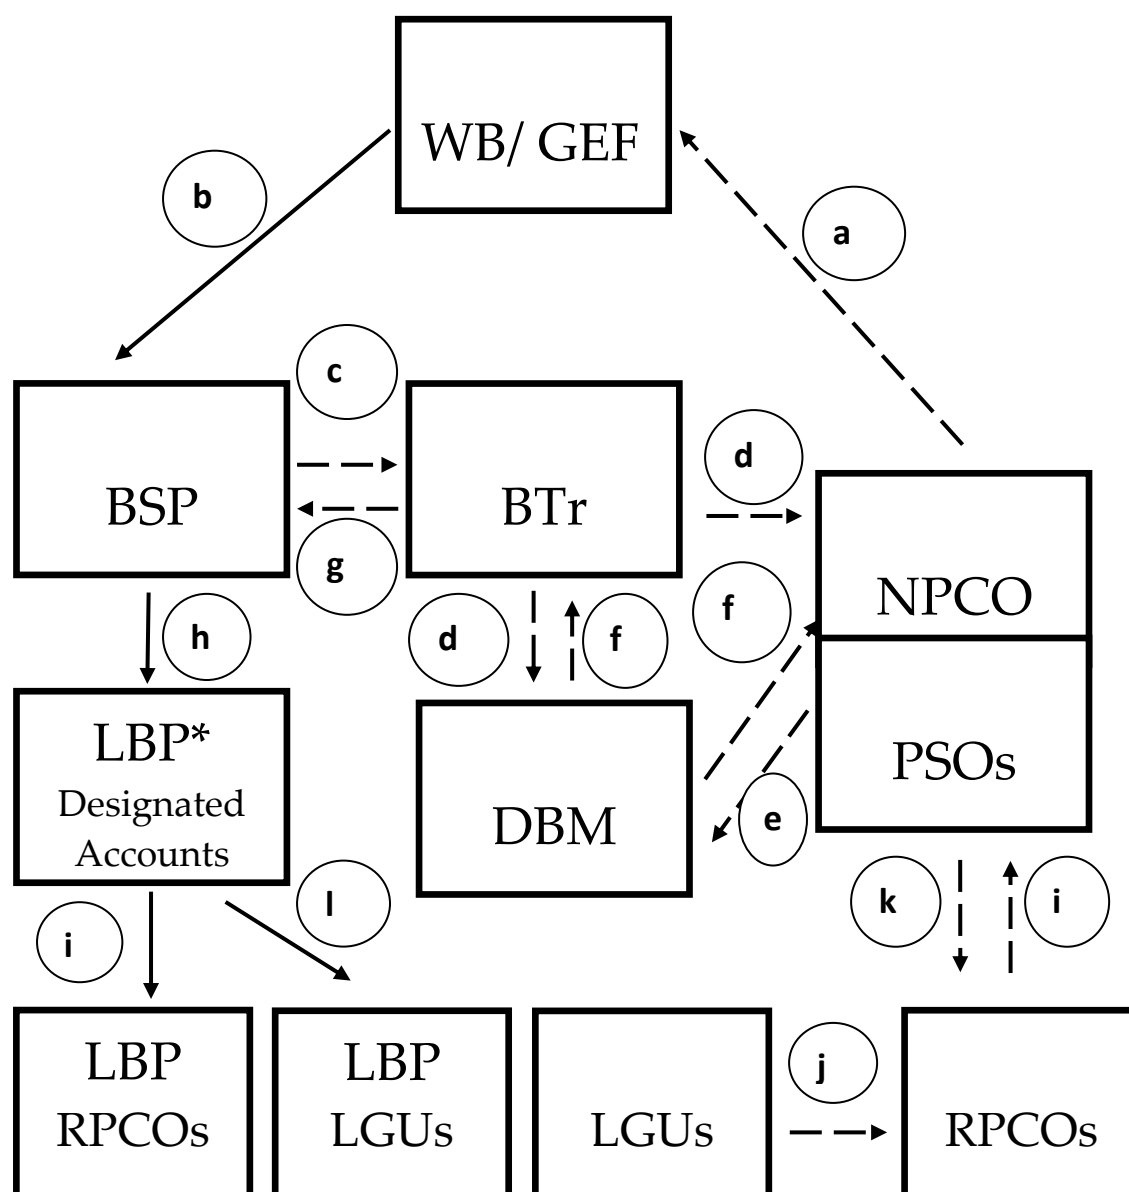 WB/ GEF
b
a
c
d
BSP
BTr
g
NPCO
f
h
d
f
LBP*
Designated
Accounts
PSOs
DBM
e
l
k
i
i
LBP
RPCOs
LBP
LGUs
LGUs
j
RPCOs